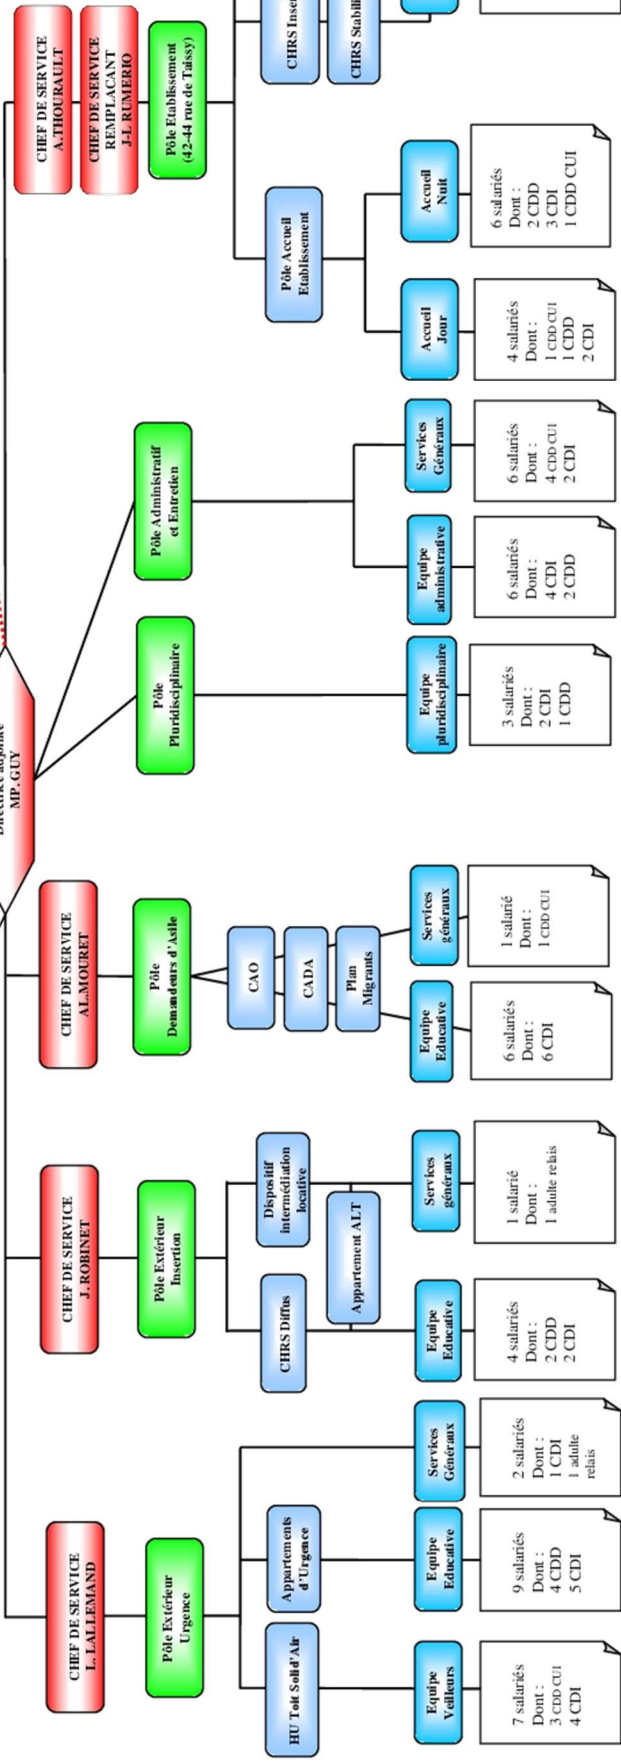 MP. GUY
CHEF DE SERVICE
L. LALLEMAND
Pôle Extérieur
Urgence
HU Toit Solid'Air
Appartements
d'Urgence
Equipe
Veilleurs
Equipe
Educative
Services
Généraux
7 salariés
Dont :
3 CDD CUI
4 CDI
9 salariés
Dont :
4 CDD
5 CDI
2 salariés
Dont :
1 CDI
1 adulte
relais
CHEF DE SERVICE
J. ROBINET
Pôle Extérieur
Insertion
CHRS Diffus
Dispositif
intermédiation
locative
Appartement ALT
Equipe
Educative
Services
généraux
4 salariés
Dont :
2 CDD
2 CDI
1 salarié
Dont :
1 adulte relais
CHEF DE SERVICE
AL.MOURET
Pôle
Demandeurs d'Asile
CAO
CADA
Plan
Migrants
Equipe
Educative
Services
généraux
6 salariés
Dont :
6 CDI
1 salarié
Dont :
1 CDD CUI
Pôle
Pluridisciplinaire
Equipe
pluridisciplinaire
3 salariés
Dont :
2 CDI
1 CDD
Pôle Administratif
et Entretien
Equipe
administrative
Services
Généraux
6 salariés
Dont :
4 CDI
2 CDD
6 salariés
Dont :
4 CDD CUI
2 CDI
CHEF DE SERVICE
A.THOURAULT
CHEF DE SERVICE
REMPLACANT
J-L RUMERIO
Pôle Etablissement
(42-44 rue de Taissy)
Pôle Accueil
Etablissement
Accueil
Jour
Accueil
Nuit
4 salariés
Dont :
1 CDD CUI
1 CDD
2 CDI
6 salariés
Dont :
2 CDD
3 CDI
1 CDD CUI
CHRS Inser
CHRS Stabili